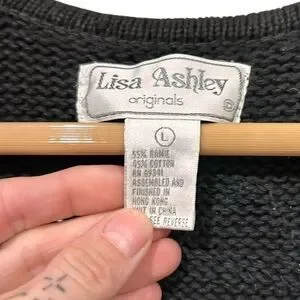 Lisa Ashley
originals
©
L
55% RAMIE
45% COTTON
RN 69301
ASSEMBLED AND
FINISHED IN
HONG KONG
KNIT IN CHINA
SEE REVERSE